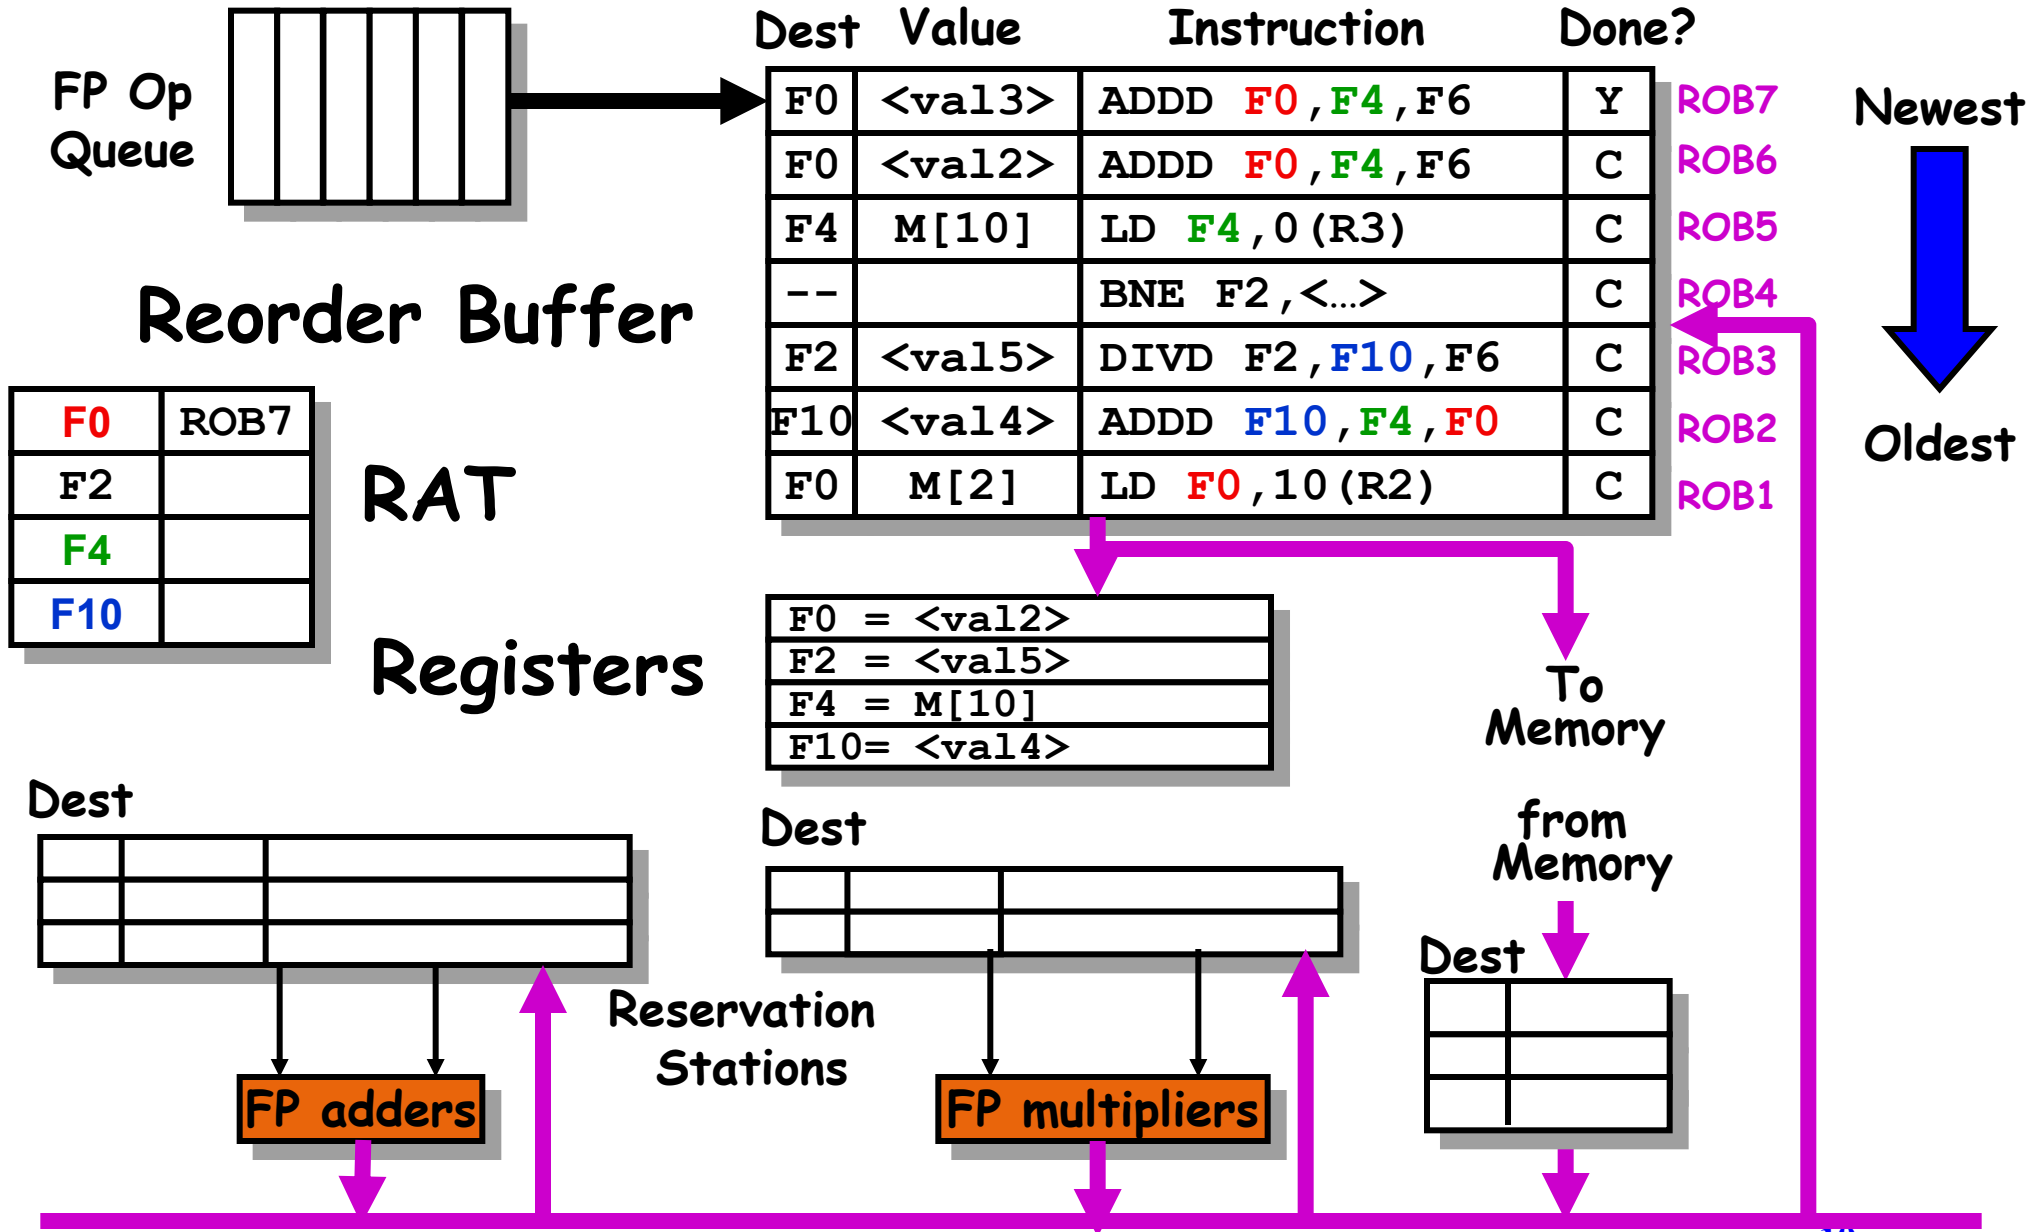 Dest Value Instruction Done?
FP Op
Queue
F0 <val3> ADDD F0,F4,F6 Y ROB7
F0 <val2> ADDD F0,F4,F6 C ROB6
F4 M[10] LD F4,0(R3) C ROB5
-- BNE F2,<…> C ROB4
F2 <val5> DIVD F2,F10,F6 C ROB3
F10 <val4> ADDD F10,F4,F0 C ROB2
F0 M[2] LD F0,10(R2) C ROB1
Newest
Oldest
Reorder Buffer
F0 ROB7
F2
F4
F10
RAT
Registers
F0 = <val2>
F2 = <val5>
F4 = M[10]
F10= <val4>
To
Memory
from
Memory
Dest
Dest
Dest
Reservation
Stations
FP adders
FP multipliers